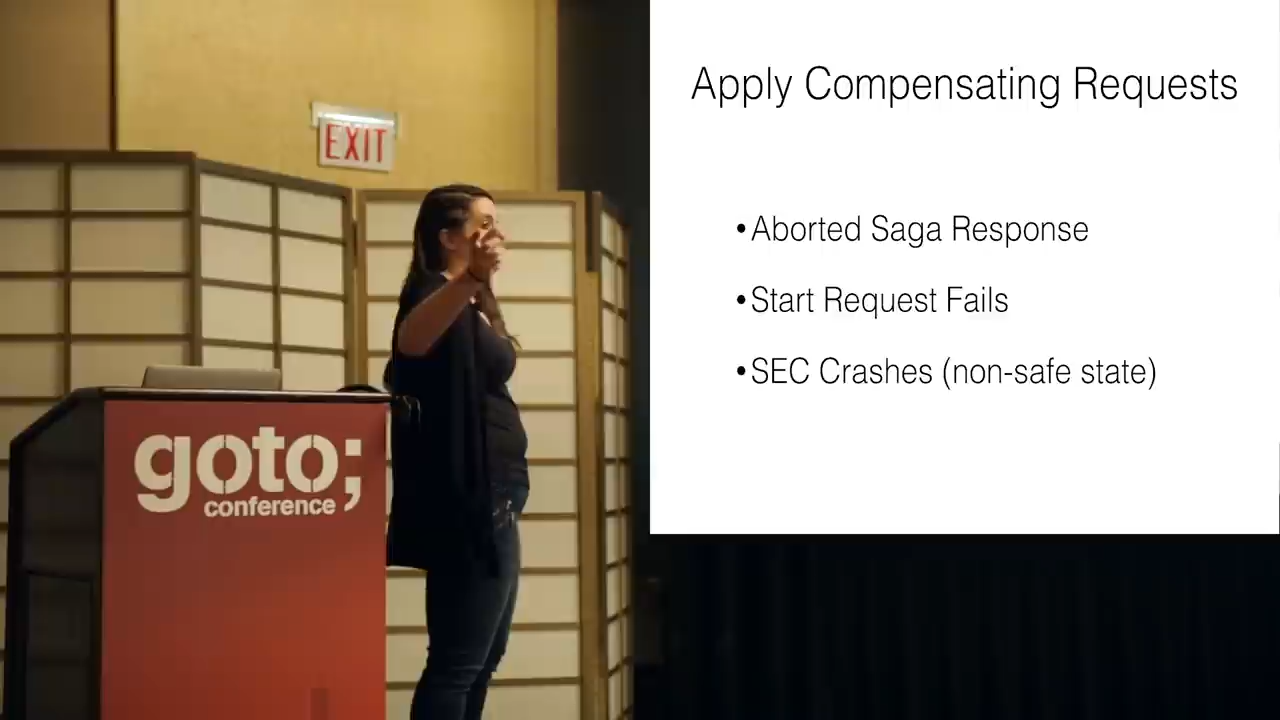 EXIT
goto;
conference
Apply Compensating Requests
•Aborted Saga Response
•Start Request Fails
•SEC Crashes (non-safe state)